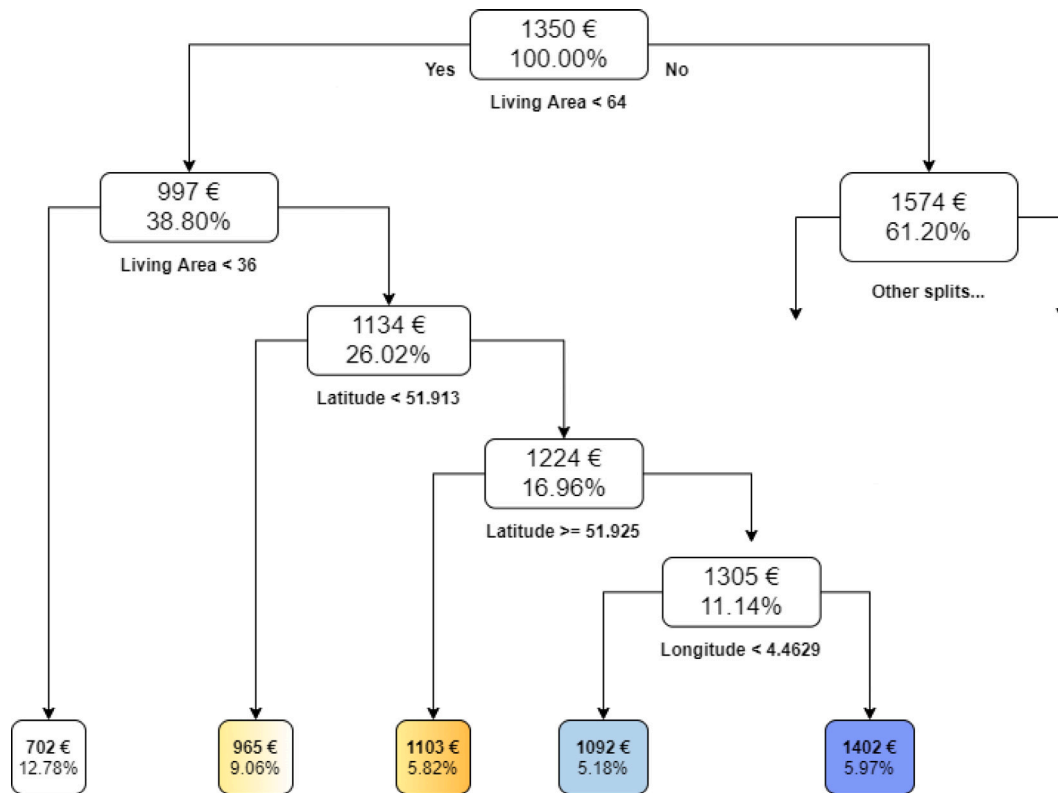 1350 €
100.00%
Yes
No
Living Area < 64
997 €
38.80%
1574 €
61.20%
Living Area < 36
Other splits...
1134 €
26.02%
Latitude < 51.913
1224 €
16.96%
Latitude >= 51.925
1305 €
11.14%
Longitude < 4.4629
702 €
12.78%
965 €
9.06%
1103 €
5.82%
1092 €
5.18%
1402 €
5.97%